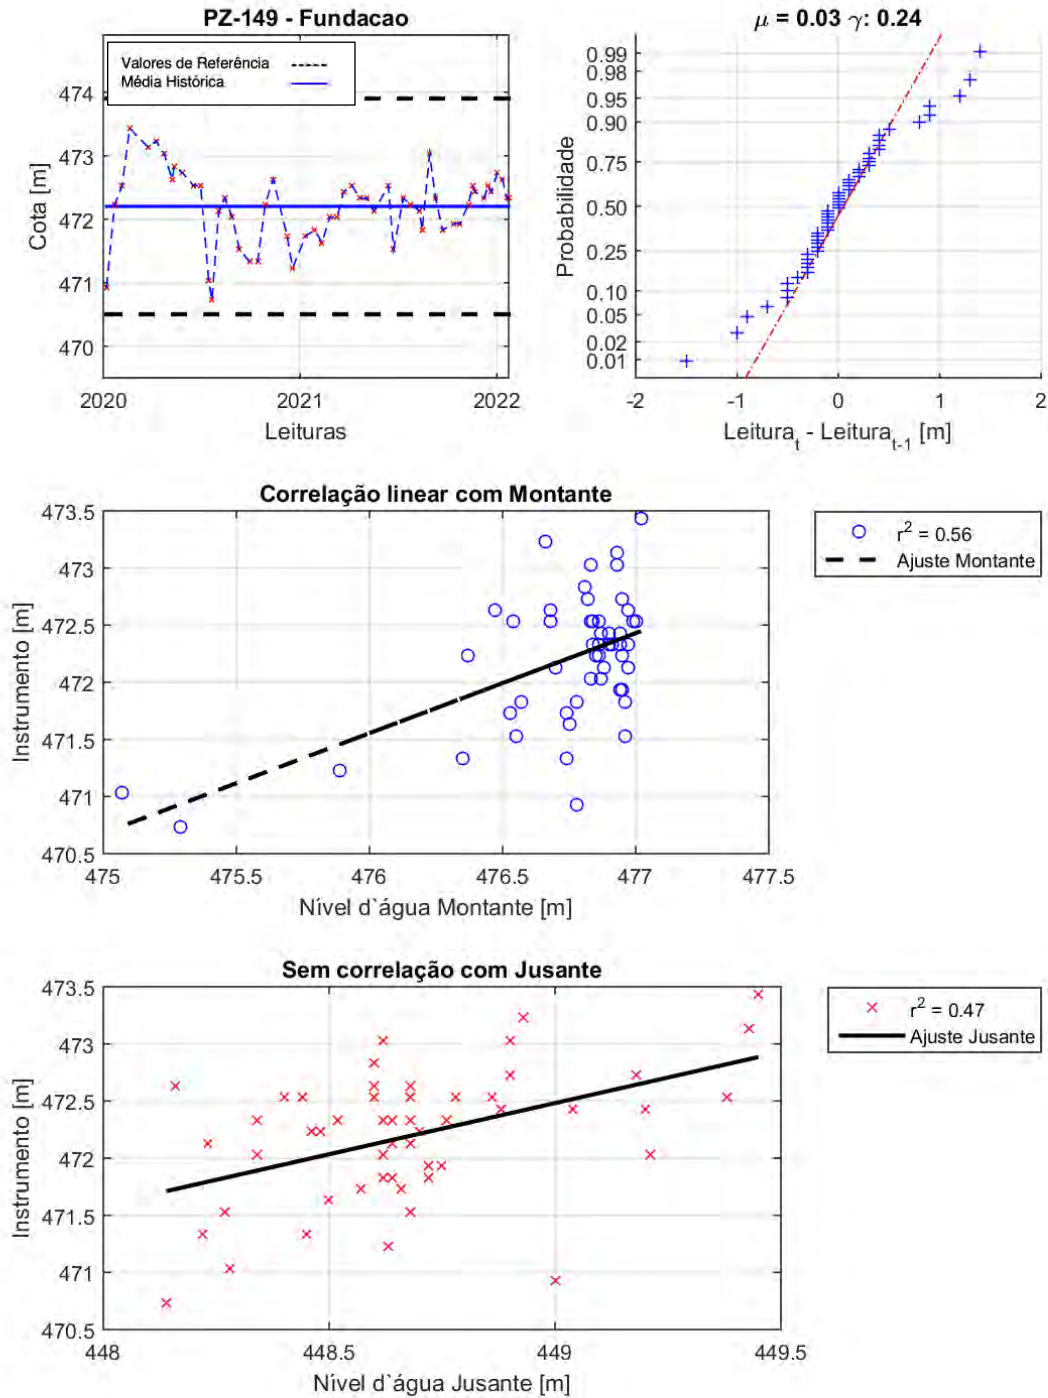 PZ-149 - Fundacao
Valores de Referência
Média Histórica
474
473
472
471
470
Cota [m]
2020
2021
2022
Leituras
μ = 0.03 γ: 0.24
0.99
0.98
0.95
0.90
0.75
0.50
0.25
0.10
0.05
0.02
0.01
Probabilidade
-2
-1
0
1
2
Leitura_t - Leitura_t-1 [m]
Correlação linear com Montante
473.5
473
472.5
472
471.5
471
470.5
Instrumento [m]
475
475.5
476
476.5
477
477.5
Nível d`água Montante [m]
r² = 0.56
Ajuste Montante
Sem correlação com Jusante
473.5
473
472.5
472
471.5
471
470.5
Instrumento [m]
448
448.5
449
449.5
Nível d`água Jusante [m]
r² = 0.47
Ajuste Jusante